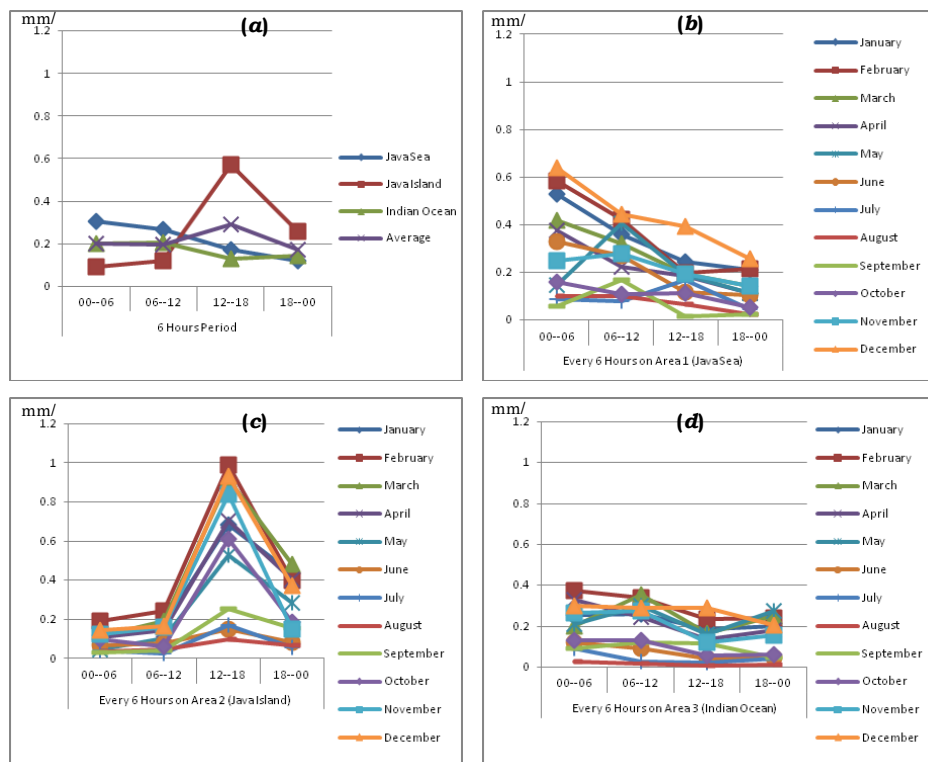 mm/
(a)
1.2
1
0.8
0.6
0.4
0.2
0
00--06 06--12 12--18 18--00
6 Hours Period
Java Sea
Java Island
Indian Ocean
Average
mm/
(b)
1.2
1
0.8
0.6
0.4
0.2
0
00--06 06--12 12--18 18--00
Every 6 Hours on Area 1 (Java Sea)
January
February
March
April
May
June
July
August
September
October
November
December
mm/
(c)
1.2
1
0.8
0.6
0.4
0.2
0
00--06 06--12 12--18 18--00
Every 6 Hours on Area 2 (Java Island)
January
February
March
April
May
June
July
August
September
October
November
December
mm/
(d)
1.2
1
0.8
0.6
0.4
0.2
0
00--06 06--12 12--18 18--00
Every 6 Hours on Area 3 (Indian Ocean)
January
February
March
April
May
June
July
August
September
October
November
December